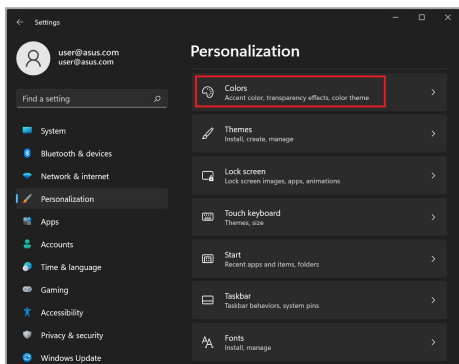 Settings
user@asus.com
user@asus.com
Find a setting
System
Bluetooth & devices
Network & internet
Personalization
Apps
Accounts
Time & language
Gaming
Accessibility
Privacy & security
Windows Update
Personalization
Colors
Accent color, transparency effects, color theme
Themes
Install, create, manage
Lock screen
Lock screen images, apps, animations
Touch keyboard
Themes, size
Start
Recent apps and items, folders
Taskbar
Taskbar behaviors, system pins
Fonts
Install, manage